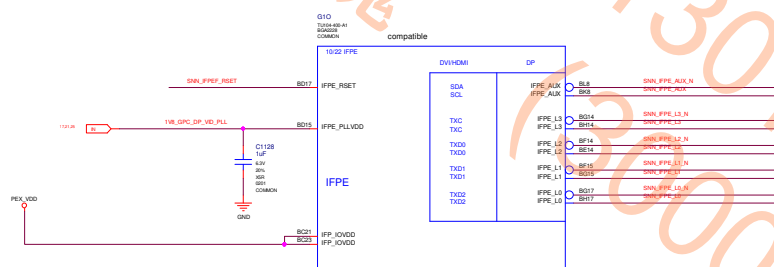 G1O
TU104-400-A1
BGA2228
COMMON
compatible
10/22 IFPE
DVI/HDMI DP
SNN_IFPEF_RSET BD17 IFPE_RSET
SDA IFPE_AUX BL8 SNN_IFPE_AUX_N
SCL IFPE_AUX BK8 SNN_IFPE_AUX
IN 1V8_GPC_DP_VID_PLL BD15 IFPE_PLLVDD
TXC IFPE_L3 BG14 SNN_IFPE_L3_N
TXC IFPE_L3 BH14 SNN_IFPE_L3
C1128
1uF
6.3V
20%
X5R
0201
COMMON
GND
TXD0 IFPE_L2 BF14 SNN_IFPE_L2_N
TXD0 IFPE_L2 BE14 SNN_IFPE_L2
TXD1 IFPE_L1 BF15 SNN_IFPE_L1_N
TXD1 IFPE_L1 BG15 SNN_IFPE_L1
IFPE
TXD2 IFPE_L0 BG17 SNN_IFPE_L0_N
TXD2 IFPE_L0 BH17 SNN_IFPE_L0
PEX_VDD
BC21 IFP_IOVDD
BC23 IFP_IOVDD